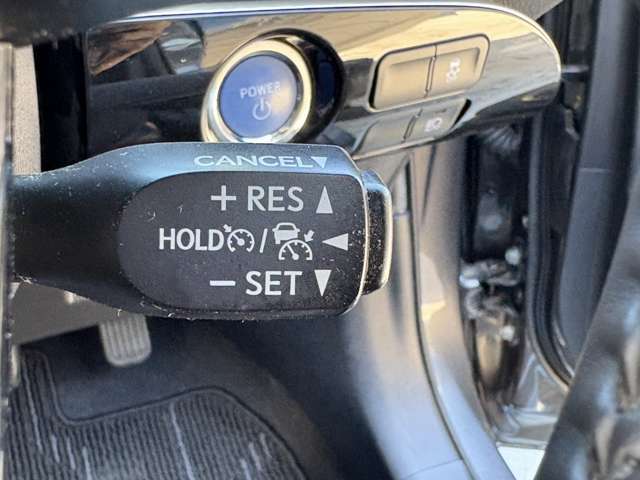 POWER
CANCEL
+ RES
HOLD /
- SET